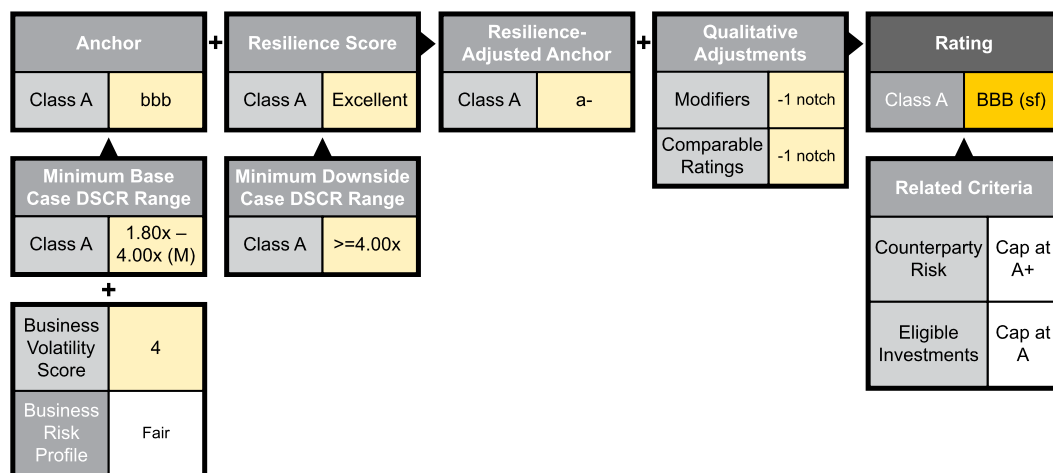 Anchor
Class A
bbb
+
Resilience Score
Class A
Excellent
Resilience-
Adjusted Anchor
Class A
a-
+
Qualitative
Adjustments
Modifiers
-1 notch
Comparable
Ratings
-1 notch
Rating
Class A
BBB (sf)
Minimum Base
Case DSCR Range
Class A
1.80x –
4.00x (M)
Minimum Downside
Case DSCR Range
Class A
>=4.00x
Related Criteria
Counterparty
Risk
Cap at
A+
Eligible
Investments
Cap at
A
+
Business
Volatility
Score
4
Business
Risk
Profile
Fair